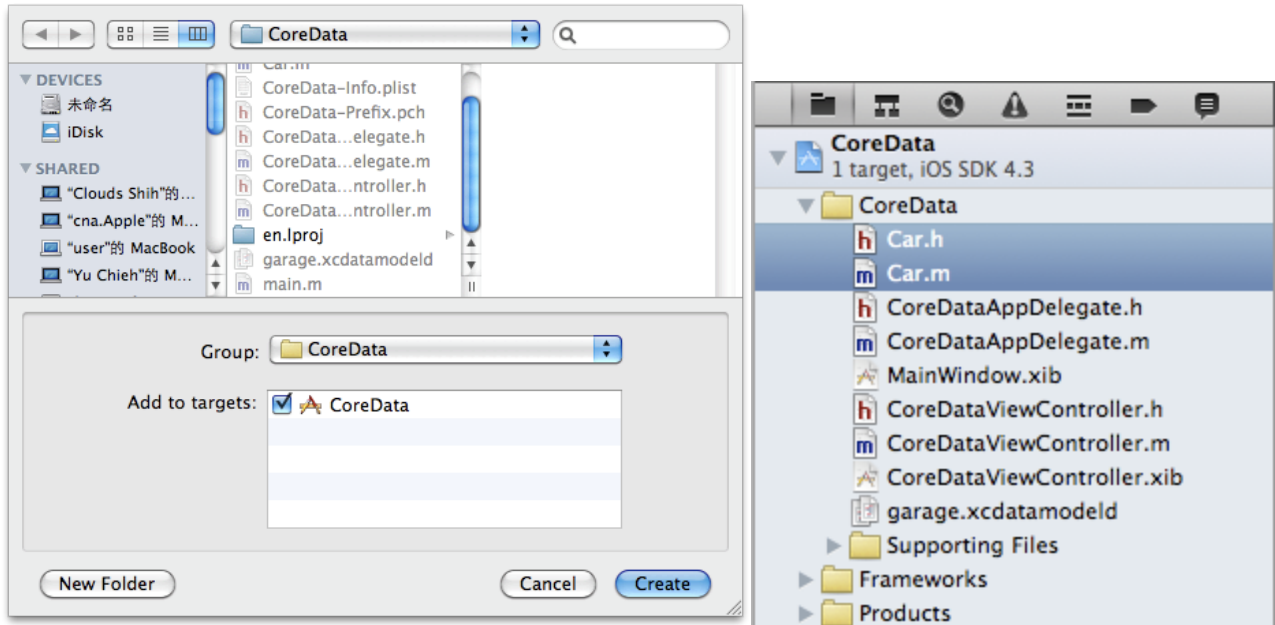 CoreData
DEVICES
未命名
iDisk
SHARED
“Clouds Shih”的...
“cna.Apple”的 M...
“user”的 MacBook
“Yu Chieh”的 M...
Car.m
CoreData-Info.plist
CoreData-Prefix.pch
CoreData...elegate.h
CoreData...elegate.m
CoreData...ntroller.h
CoreData...ntroller.m
en.lproj
garage.xcdatamodeld
main.m
Group: CoreData
Add to targets: CoreData
New Folder Cancel Create
CoreData
1 target, iOS SDK 4.3
CoreData
h Car.h
m Car.m
h CoreDataAppDelegate.h
m CoreDataAppDelegate.m
MainWindow.xib
h CoreDataViewController.h
m CoreDataViewController.m
CoreDataViewController.xib
garage.xcdatamodeld
Supporting Files
Frameworks
Products